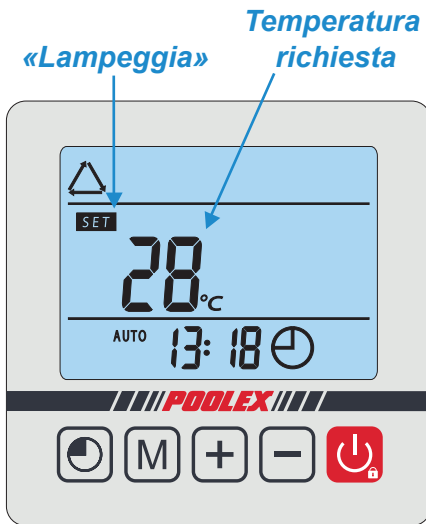 Temperatura
«Lampeggia» richiesta
SET
28°C
AUTO 13:18
POOLEX
M + -